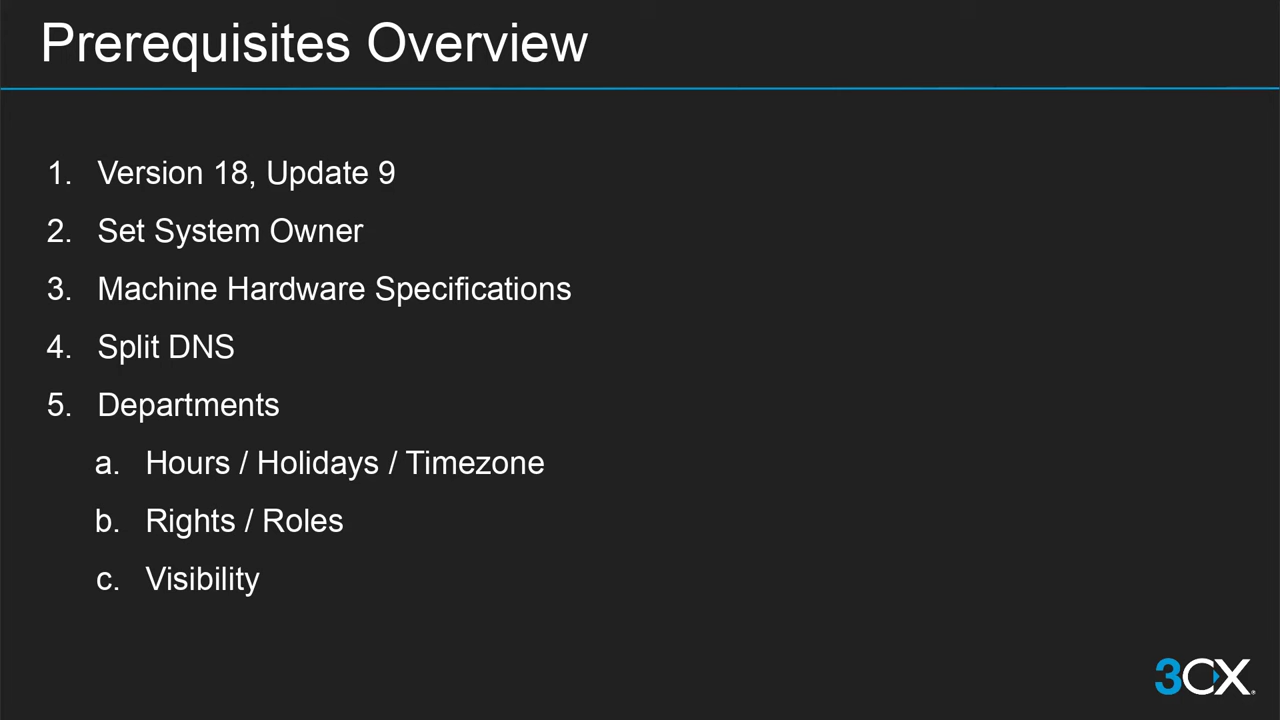 Prerequisites Overview
1. Version 18, Update 9
2. Set System Owner
3. Machine Hardware Specifications
4. Split DNS
5. Departments
a. Hours / Holidays / Timezone
b. Rights / Roles
c. Visibility
3CX®